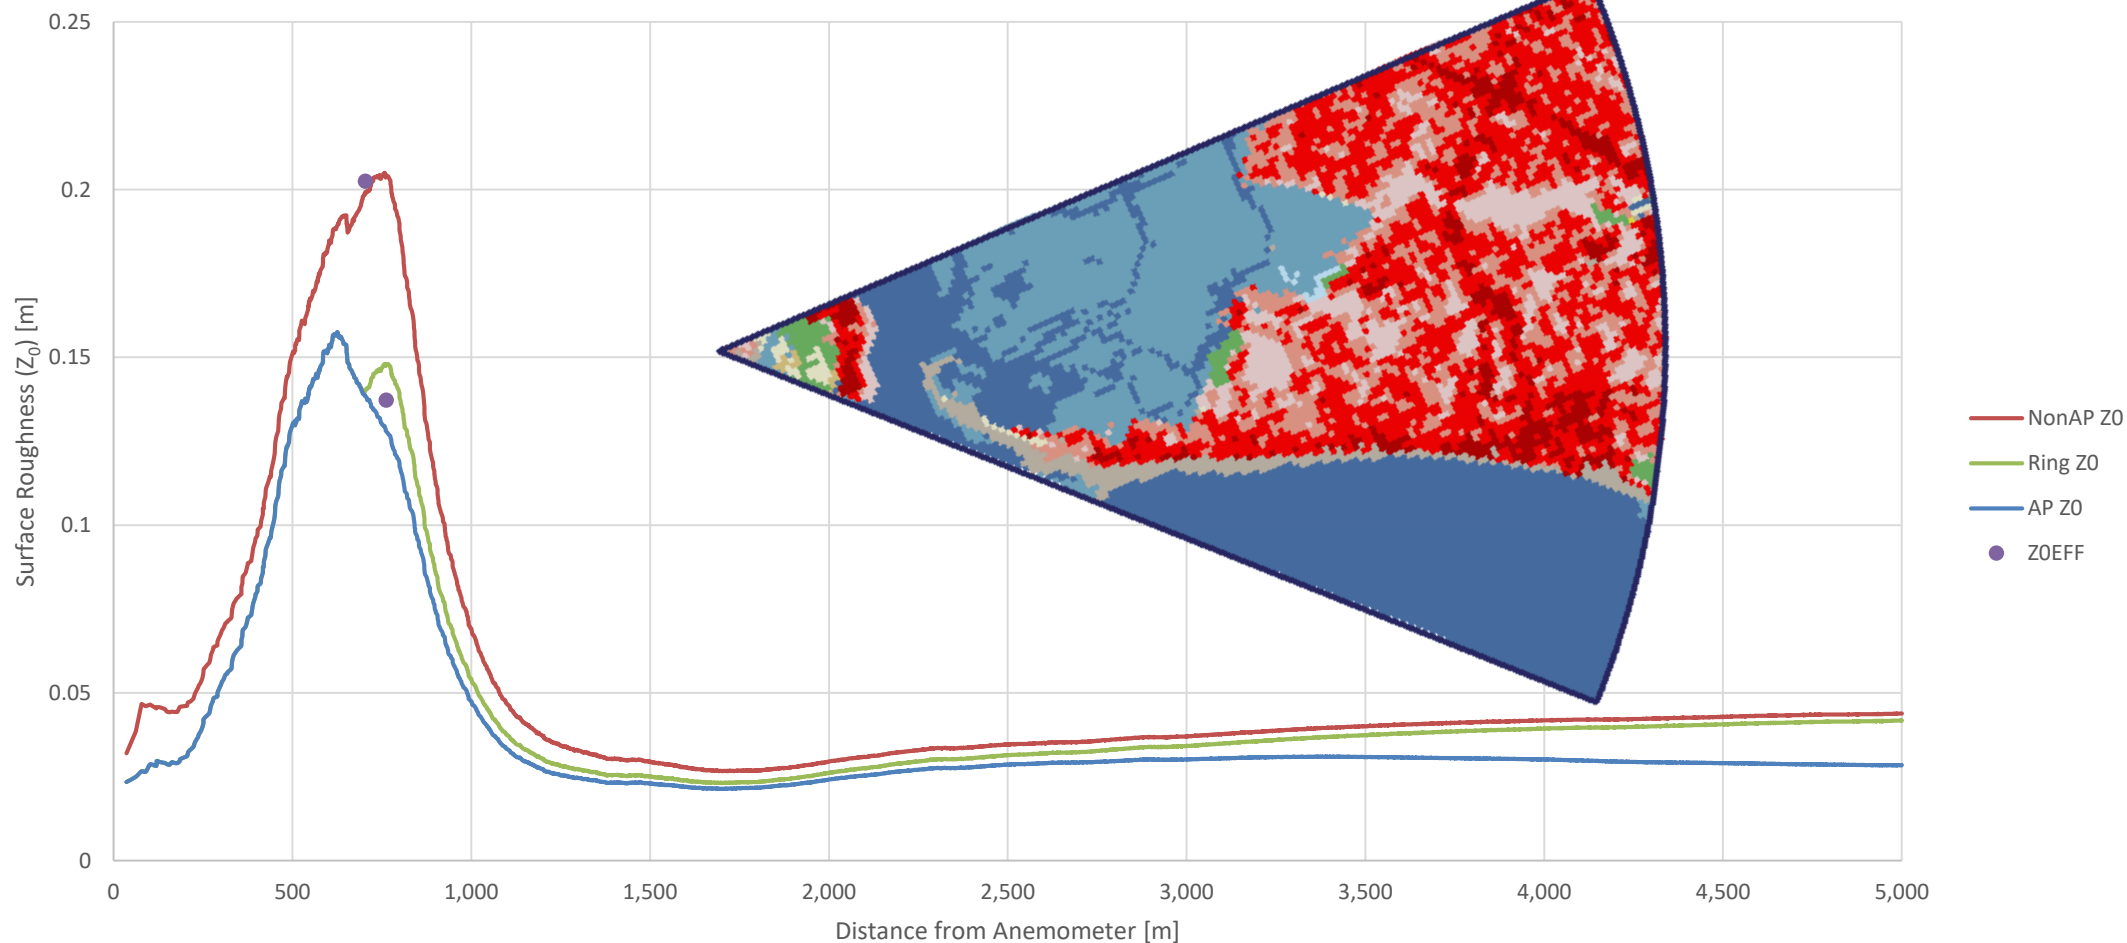 0.25
0.2
0.15
0.1
0.05
0
Surface Roughness (Z0) [m]
0
500
1,000
1,500
2,000
2,500
3,000
3,500
4,000
4,500
5,000
Distance from Anemometer [m]
NonAP Z0
Ring Z0
AP Z0
Z0EFF